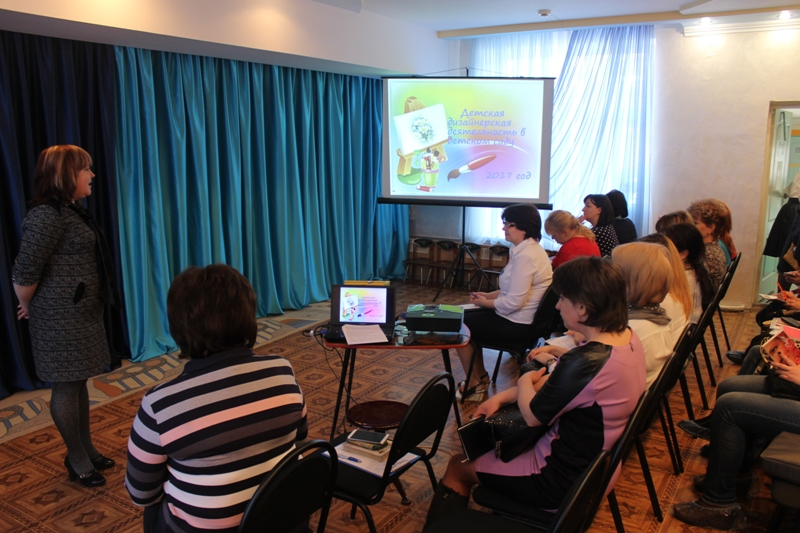 Детская
дизайнерская
деятельность в
детском саду
2017 год